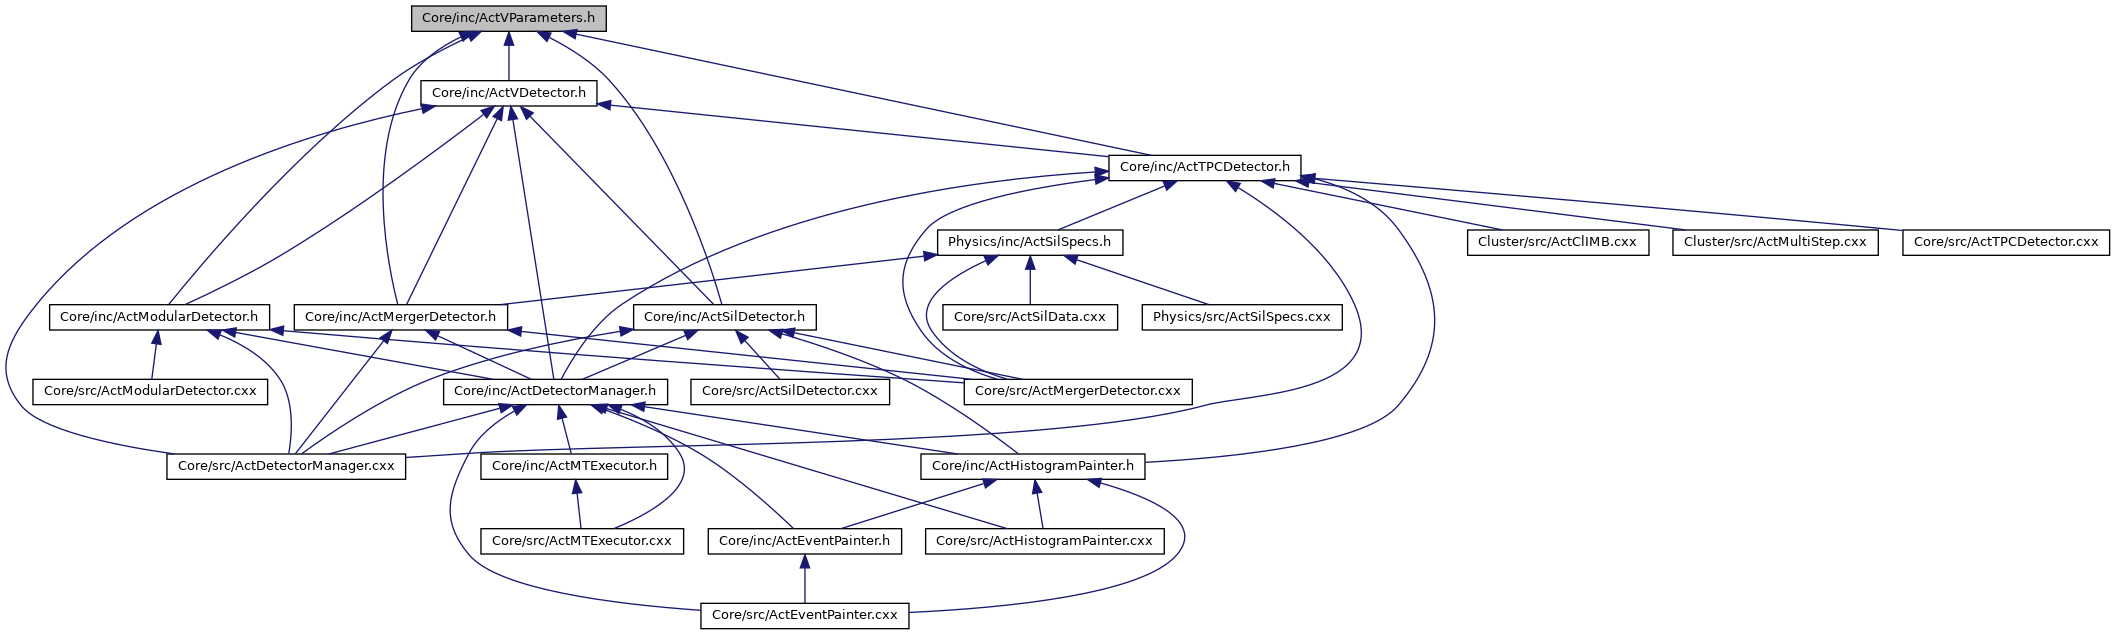 Core/inc/ActVParameters.h
Core/inc/ActVDetector.h
Core/inc/ActTPCDetector.h
Physics/inc/ActSilSpecs.h
Cluster/src/ActClIMB.cxx
Cluster/src/ActMultiStep.cxx
Core/src/ActTPCDetector.cxx
Core/inc/ActModularDetector.h
Core/inc/ActMergerDetector.h
Core/inc/ActSilDetector.h
Core/src/ActSilData.cxx
Physics/src/ActSilSpecs.cxx
Core/src/ActModularDetector.cxx
Core/inc/ActDetectorManager.h
Core/src/ActSilDetector.cxx
Core/src/ActMergerDetector.cxx
Core/src/ActDetectorManager.cxx
Core/inc/ActMTExecutor.h
Core/inc/ActHistogramPainter.h
Core/src/ActMTExecutor.cxx
Core/inc/ActEventPainter.h
Core/src/ActHistogramPainter.cxx
Core/src/ActEventPainter.cxx